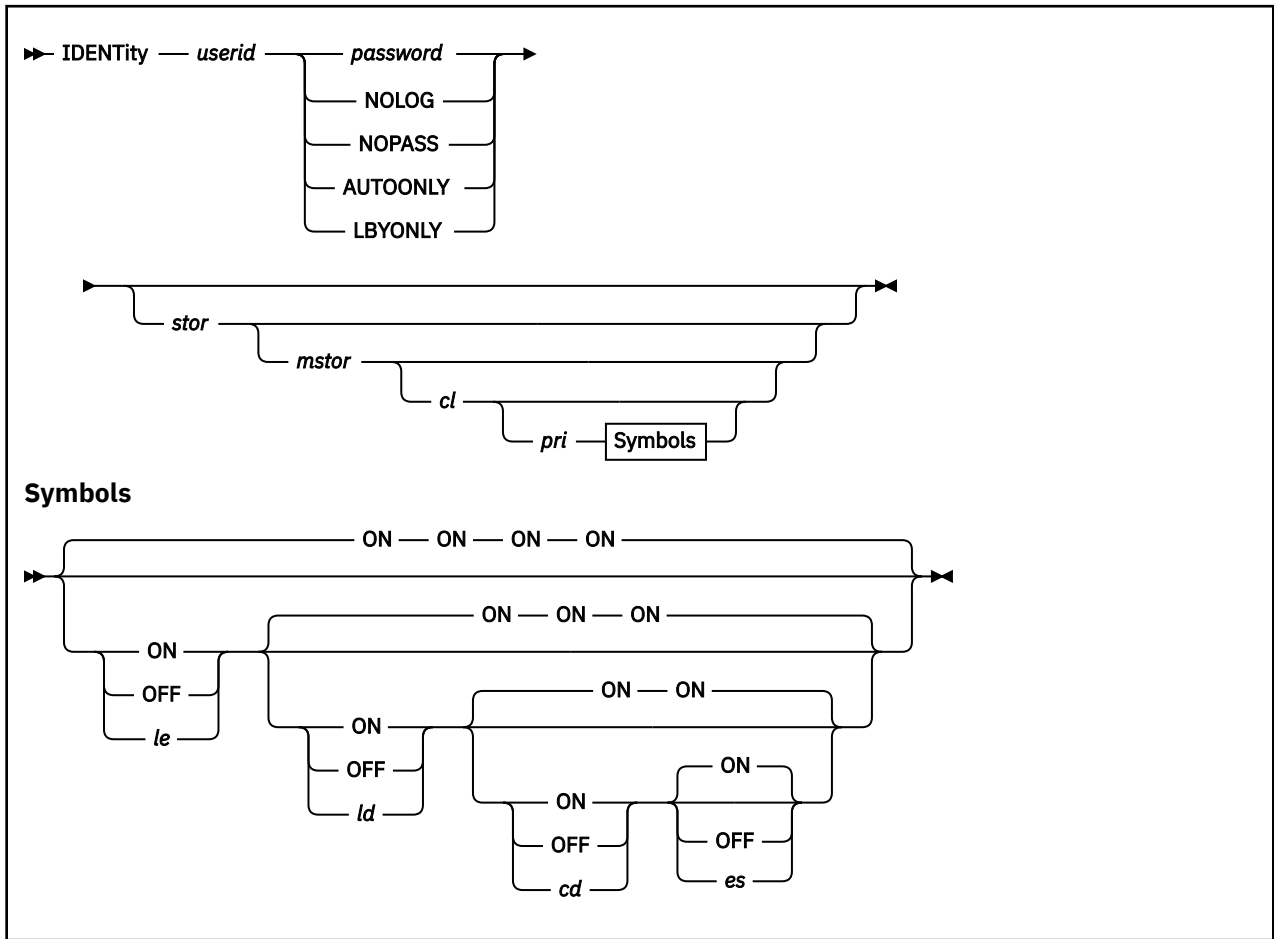 IDENTity userid password
NOLOG
NOPASS
AUTOONLY
LBYONLY
stor
mstor
cl
pri Symbols
Symbols
ON ON ON ON
ON ON ON
ON
OFF
le
ON ON
ON
OFF
ld
ON
ON
OFF
cd
OFF
es